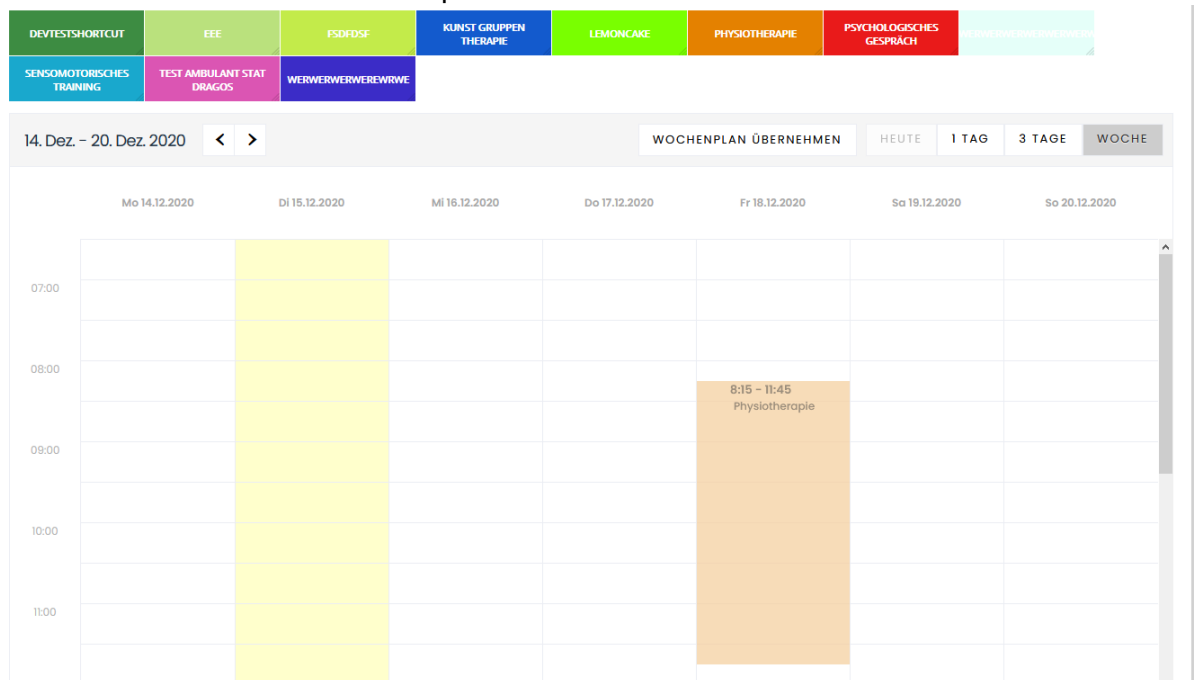 DEVTESTSHORTCUT
EEE
FSDFDSF
KUNST GRUPPEN
THERAPIE
LEMONCAKE
PHYSIOTHERAPIE
PSYCHOLOGISCHES
GESPRÄCH
SENSOMOTORISCHES
TRAINING
TEST AMBULANT STAT
DRAGOS
WERWERWERWEREWRWE
14. Dez. – 20. Dez. 2020
WOCHENPLAN ÜBERNEHMEN
HEUTE
1 TAG
3 TAGE
WOCHE
Mo 14.12.2020
Di 15.12.2020
Mi 16.12.2020
Do 17.12.2020
Fr 18.12.2020
Sa 19.12.2020
So 20.12.2020
07:00
08:00
8:15 - 11:45
Physiotherapie
09:00
10:00
11:00